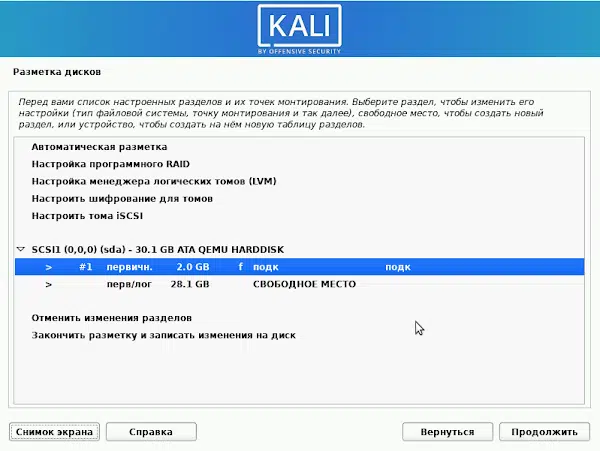 KALI
BY OFFENSIVE SECURITY
Разметка дисков
Перед вами список настроенных разделов и их точек монтирования. Выберите раздел, чтобы изменить его
настройки (тип файловой системы, точку монтирования и так далее), свободное место, чтобы создать новый
раздел, или устройство, чтобы создать на нём новую таблицу разделов.
Автоматическая разметка
Настройка программного RAID
Настройка менеджера логических томов (LVM)
Настроить шифрование для томов
Настроить тома iSCSI
SCSI1 (0,0,0) (sda) - 30.1 GB ATA QEMU HARDDISK
> #1 первичн. 2.0 GB f подк подк
> перв/лог 28.1 GB СВОБОДНОЕ МЕСТО
Отменить изменения разделов
Закончить разметку и записать изменения на диск
Снимок экрана Справка Вернуться Продолжить